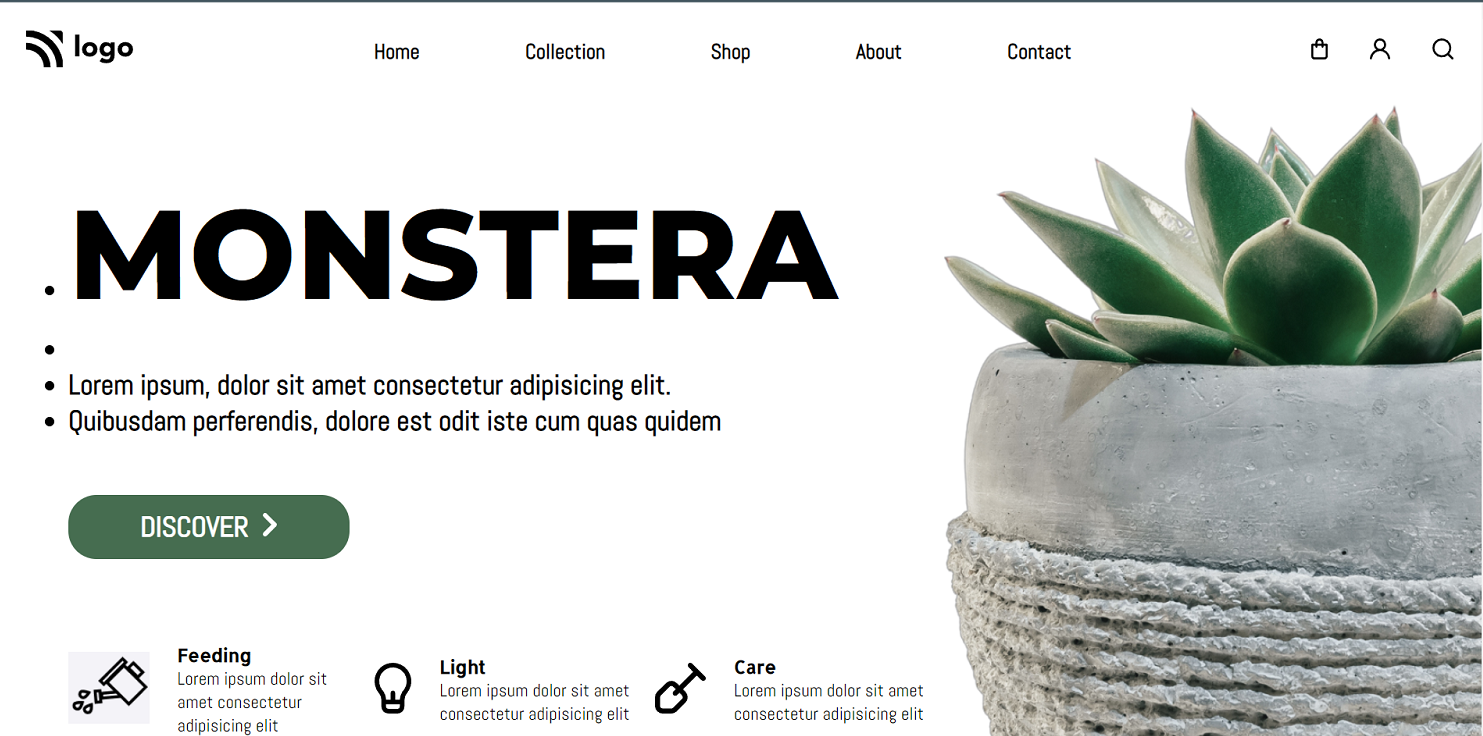 logo
Home Collection Shop About Contact
MONSTERA
Lorem ipsum, dolor sit amet consectetur adipisicing elit.
Quibusdam perferendis, dolore est odit iste cum quas quidem
DISCOVER
Feeding
Lorem ipsum dolor sit
amet consectetur
adipisicing elit
Light
Lorem ipsum dolor sit amet
consectetur adipisicing elit
Care
Lorem ipsum dolor sit amet
consectetur adipisicing elit